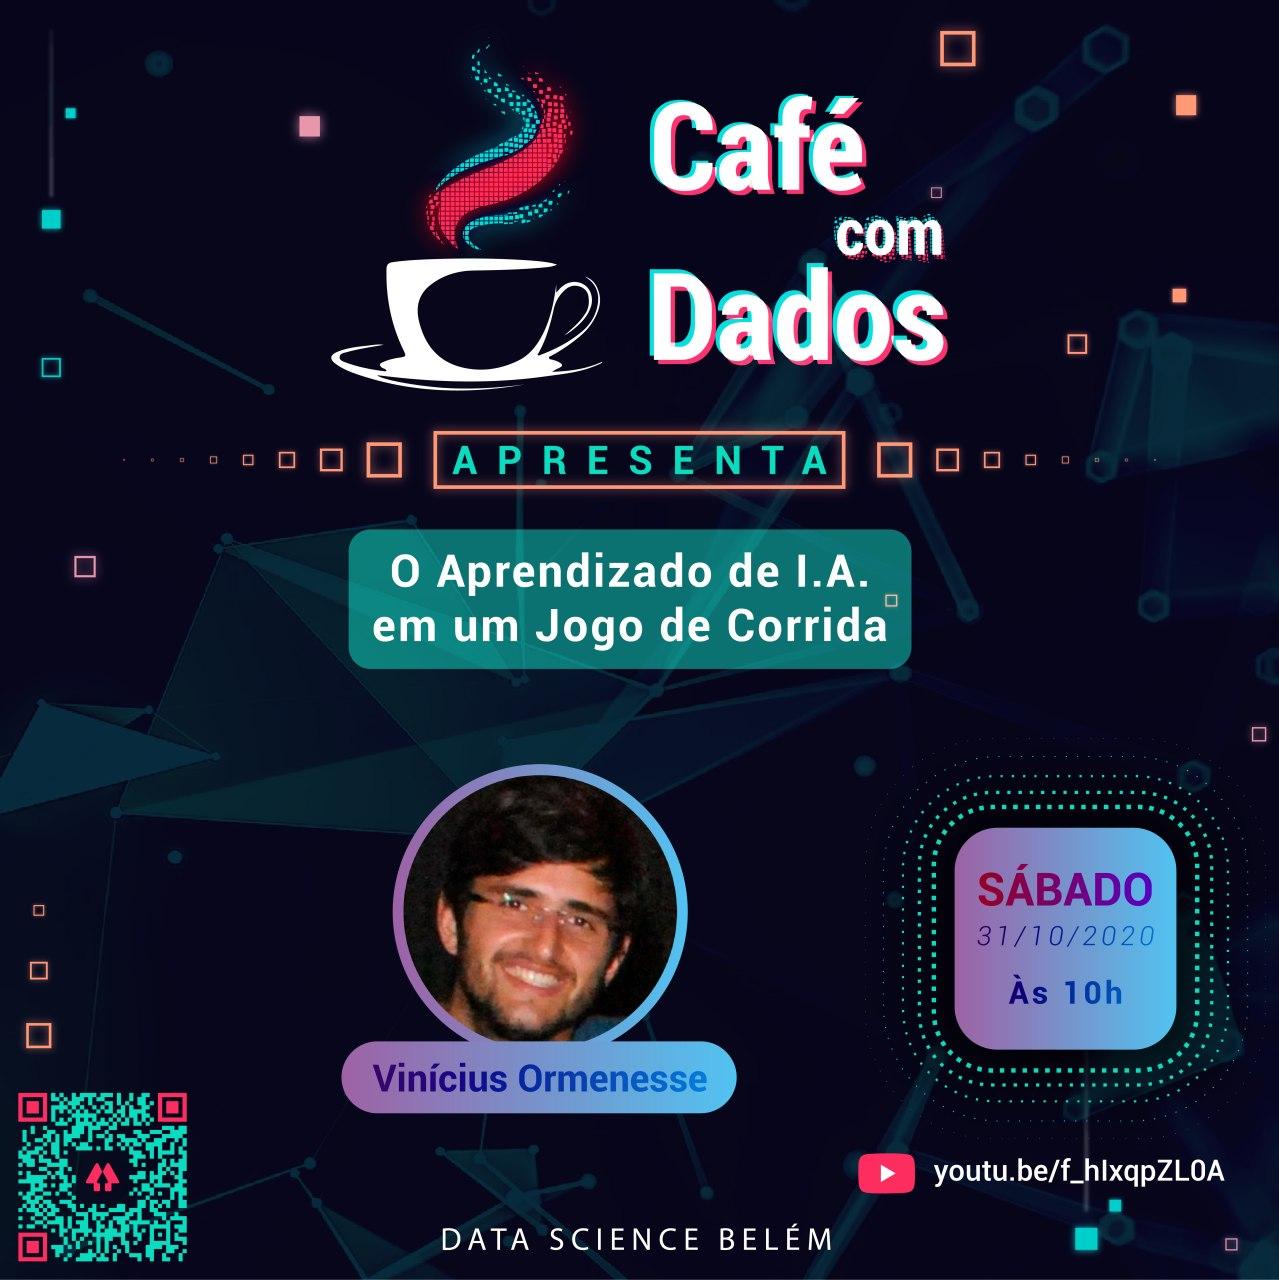 Café
com
Dados
APRESENTA
O Aprendizado de I.A.
em um Jogo de Corrida
SÁBADO
31/10/2020
Às 10h
Vinícius Ormenesse
youtu.be/f_hIxqpZL0A
DATA SCIENCE BELÉM